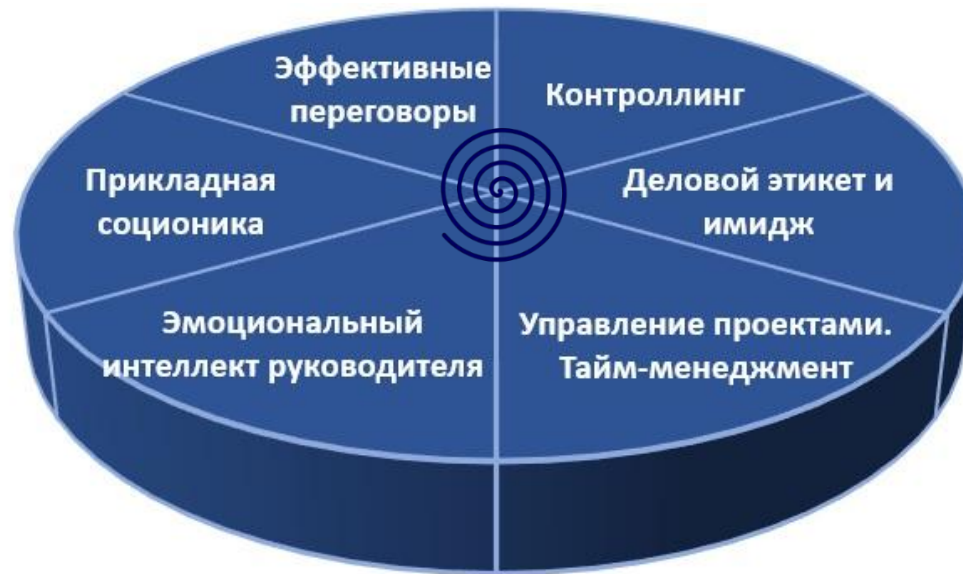 Эффективные
переговоры
Контроллинг
Деловой этикет и
имидж
Управление проектами.
Тайм-менеджмент
Эмоциональный
интеллект руководителя
Прикладная
соционика